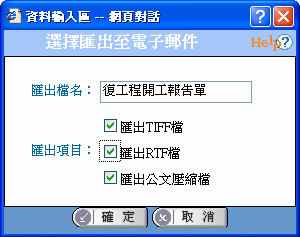 資料輸入區 -- 網頁對話
選擇匯出至電子郵件 Help?
匯出檔名： 復工程開工報告單
匯出TIFF檔
匯出項目： 匯出RTF檔
匯出公文壓縮檔
確 定 取 消